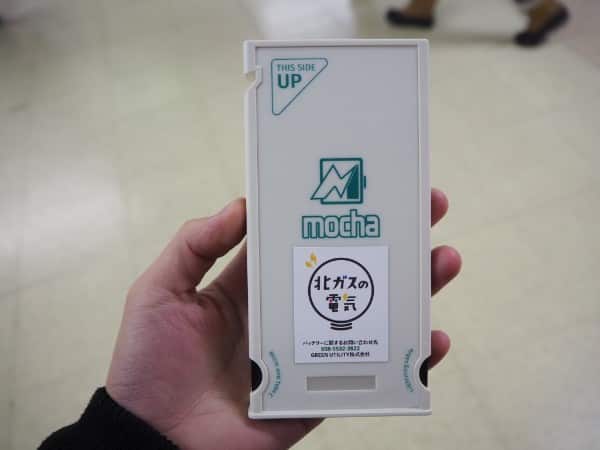 THIS SIDE
UP
mocha
北ガスの
電気
バッテリーに関するお問い合わせ先
GREEN UTILITY株式会社